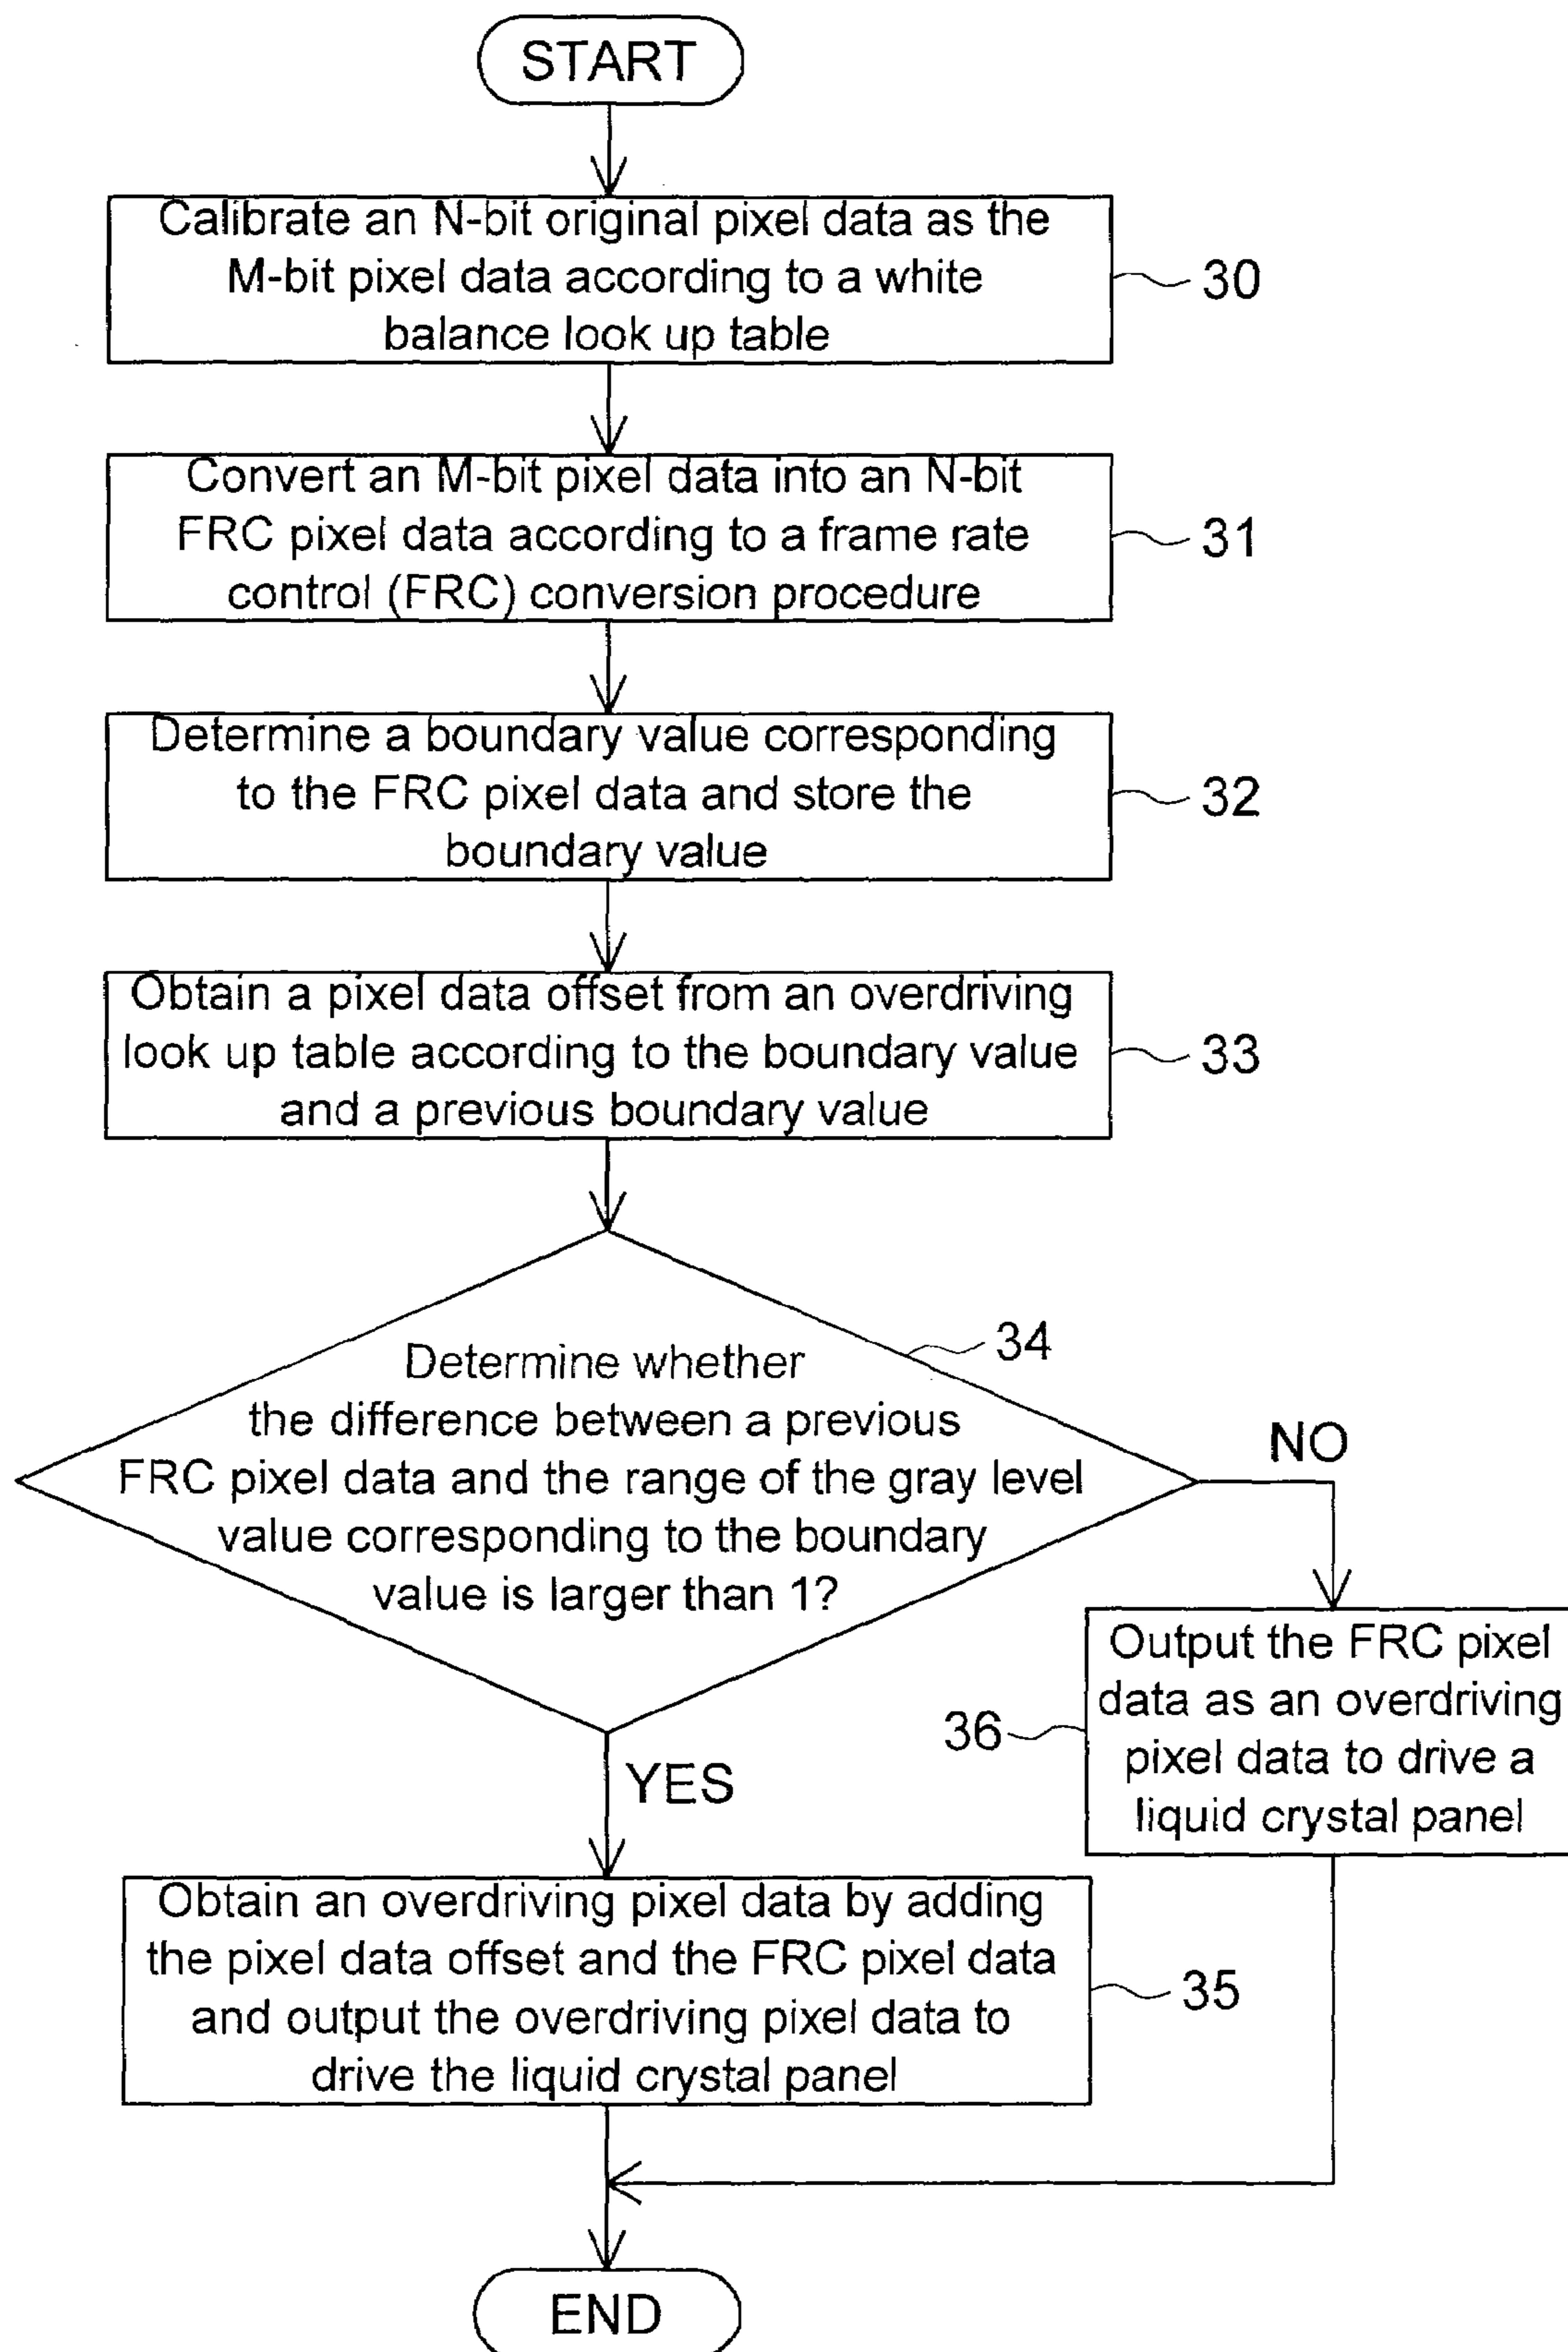 START
Calibrate an N-bit original pixel data as the
M-bit pixel data according to a white
balance look up table
30
Convert an M-bit pixel data into an N-bit
FRC pixel data according to a frame rate
control (FRC) conversion procedure
31
Determine a boundary value corresponding
to the FRC pixel data and store the
boundary value
32
Obtain a pixel data offset from an overdriving
look up table according to the boundary value
and a previous boundary value
33
Determine whether
the difference between a previous
FRC pixel data and the range of the gray level
value corresponding to the boundary
value is larger than 1?
34
NO
Output the FRC pixel
data as an overdriving
pixel data to drive a
liquid crystal panel
36
YES
Obtain an overdriving pixel data by adding
the pixel data offset and the FRC pixel data
and output the overdriving pixel data to
drive the liquid crystal panel
35
END